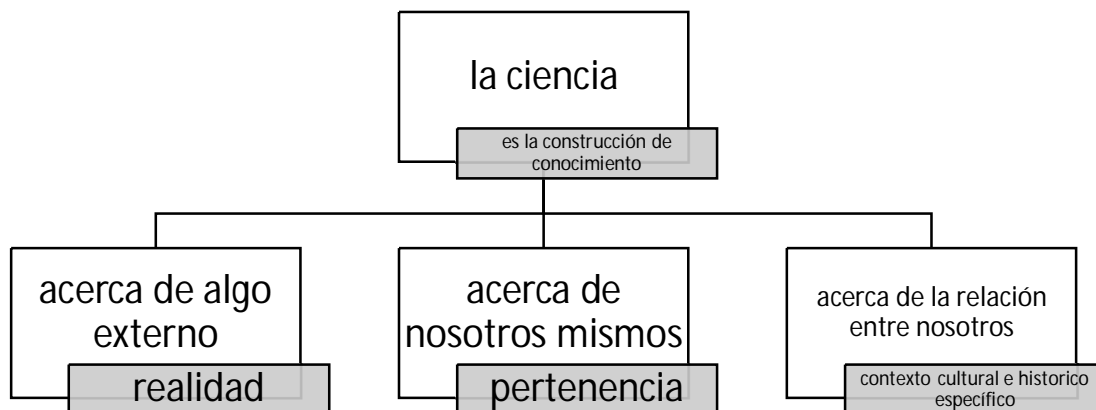 la ciencia
es la construcción de
conocimiento
acerca de algo
externo
realidad
acerca de
nosotros mismos
pertenencia
acerca de la relación
entre nosotros
contexto cultural e historico
específico